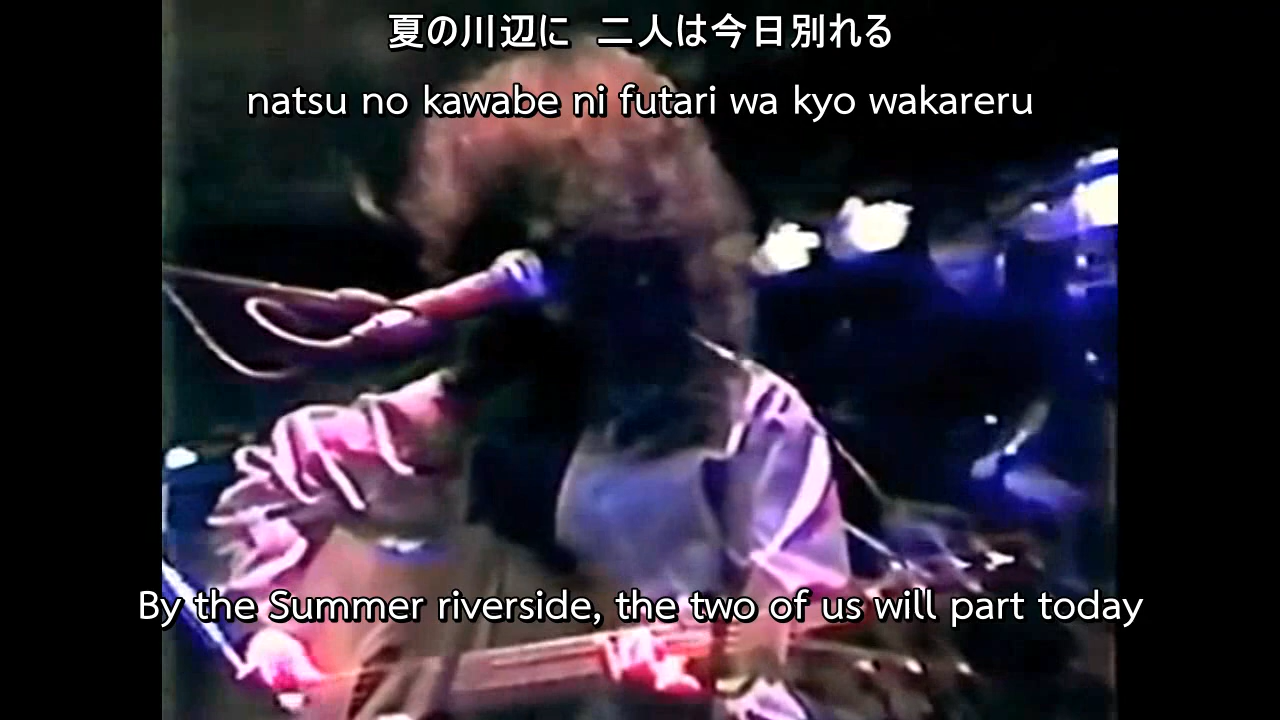 夏の川辺に 二人は今日別れる
natsu no kawabe ni futari wa kyo wakareru
By the Summer riverside, the two of us will part today